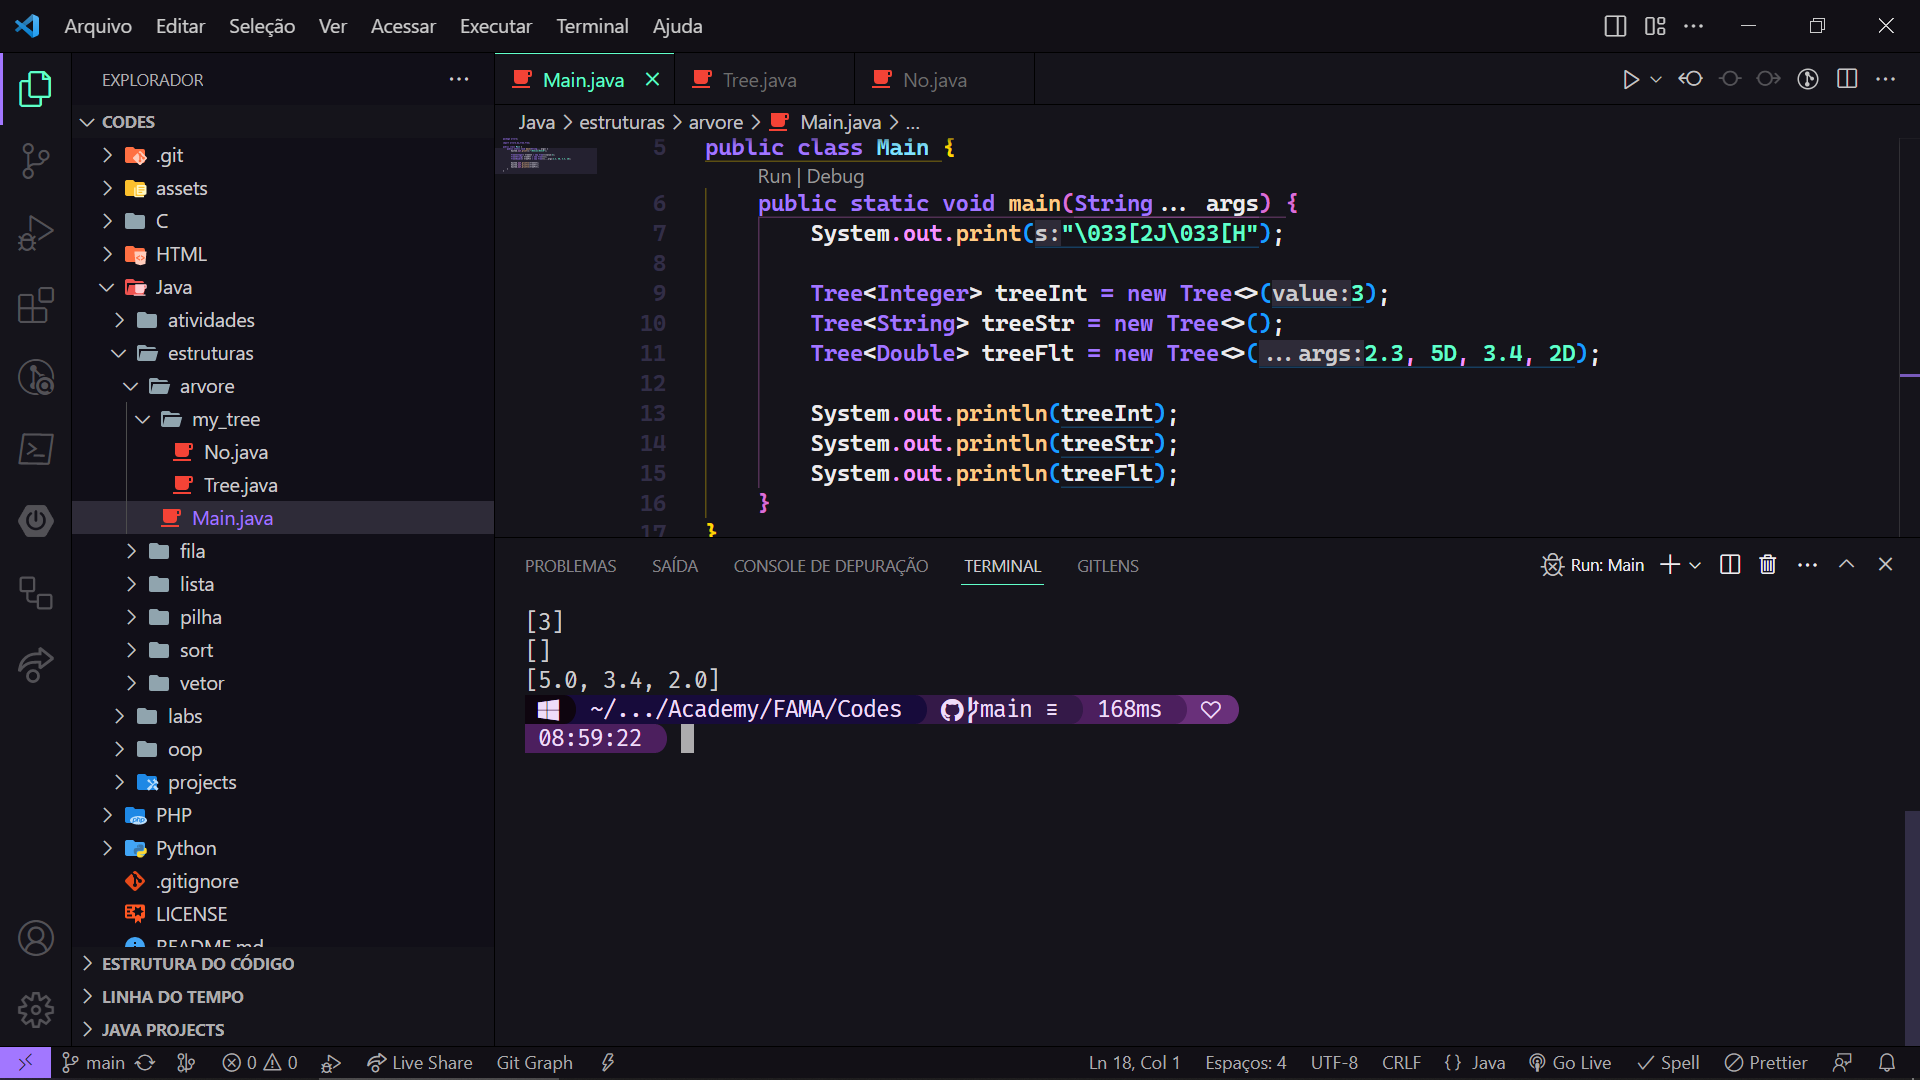 Arquivo Editar Seleção Ver Acessar Executar Terminal Ajuda
EXPLORADOR
CODES
.git
assets
C
HTML
Java
atividades
estruturas
arvore
my_tree
No.java
Tree.java
Main.java
fila
lista
pilha
sort
vetor
labs
oop
projects
PHP
Python
.gitignore
LICENSE
README.md
ESTRUTURA DO CÓDIGO
LINHA DO TEMPO
JAVA PROJECTS
Main.java Tree.java No.java
Java > estruturas > arvore > Main.java > ...
5 public class Main {
Run | Debug
6 public static void main(String... args) {
7 System.out.print(s:"\033[2J\033[H");
8
9 Tree<Integer> treeInt = new Tree<>(value:3);
10 Tree<String> treeStr = new Tree<>();
11 Tree<Double> treeFlt = new Tree<>(...args:2.3, 5D, 3.4, 2D);
12
13 System.out.println(treeInt);
14 System.out.println(treeStr);
15 System.out.println(treeFlt);
16 }
17 }
PROBLEMAS SAÍDA CONSOLE DE DEPURAÇÃO TERMINAL GITLENS Run: Main
[3]
[]
[5.0, 3.4, 2.0]
~/.../Academy/FAMA/Codes main ≡ 168ms ♡
08:59:22
main 0 0 Live Share Git Graph Ln 18, Col 1 Espaços: 4 UTF-8 CRLF {} Java Go Live Spell Prettier